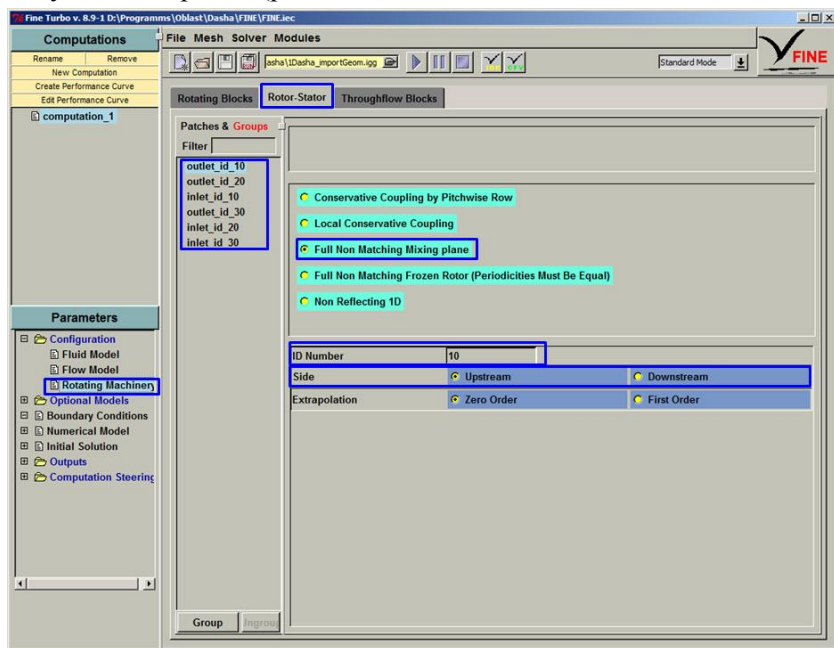 Fine Turbo v. 8.9-1 D:\Programms\Oblast\Dasha\FINE\FINE.iec
Computations
File Mesh Solver Modules
Rename Remove
New Computation
Create Performance Curve
Edit Performance Curve
asha\1Dasha_importGeom.igg
Standard Mode
FINE
computation_1
Rotating Blocks Rotor-Stator Throughflow Blocks
Patches & Groups
Filter
outlet_id_10
outlet_id_20
inlet_id_10
outlet_id_30
inlet_id_20
inlet_id_30
Conservative Coupling by Pitchwise Row
Local Conservative Coupling
Full Non Matching Mixing plane
Full Non Matching Frozen Rotor (Periodicities Must Be Equal)
Non Reflecting 1D
Parameters
Configuration
Fluid Model
Flow Model
Rotating Machinery
Optional Models
Boundary Conditions
Numerical Model
Initial Solution
Outputs
Computation Steering
ID Number 10
Side Upstream Downstream
Extrapolation Zero Order First Order
Group Ungroup